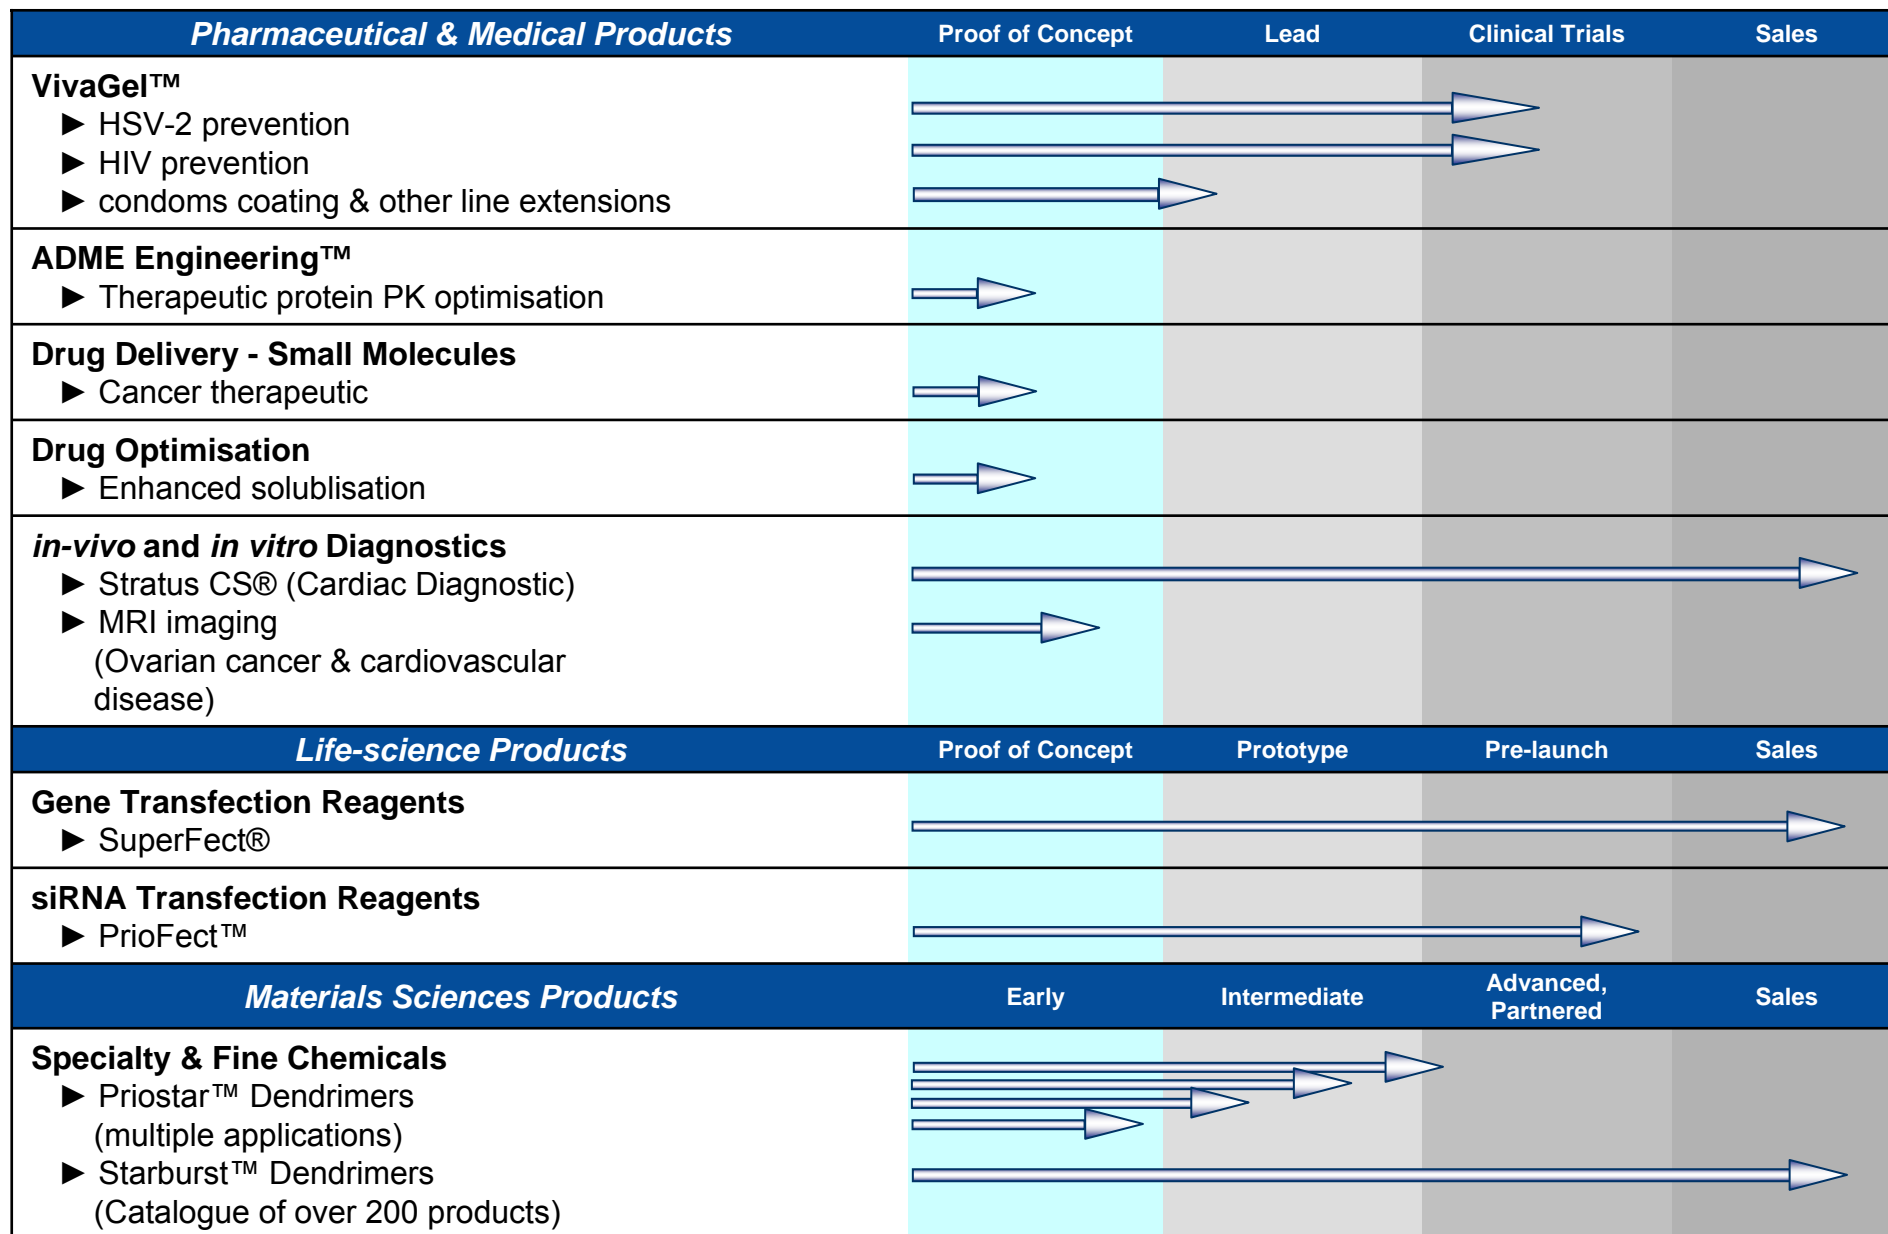 Pharmaceutical & Medical Products Proof of Concept Lead Clinical Trials Sales
VivaGel™
► HSV-2 prevention
► HIV prevention
► condoms coating & other line extensions
ADME Engineering™
► Therapeutic protein PK optimisation
Drug Delivery - Small Molecules
► Cancer therapeutic
Drug Optimisation
► Enhanced solublisation
in-vivo and in vitro Diagnostics
► Stratus CS® (Cardiac Diagnostic)
► MRI imaging
(Ovarian cancer & cardiovascular
disease)
Life-science Products Proof of Concept Prototype Pre-launch Sales
Gene Transfection Reagents
► SuperFect®
siRNA Transfection Reagents
► PrioFect™
Materials Sciences Products Early Intermediate Advanced,
Partnered Sales
Specialty & Fine Chemicals
► Priostar™ Dendrimers
(multiple applications)
► Starburst™ Dendrimers
(Catalogue of over 200 products)